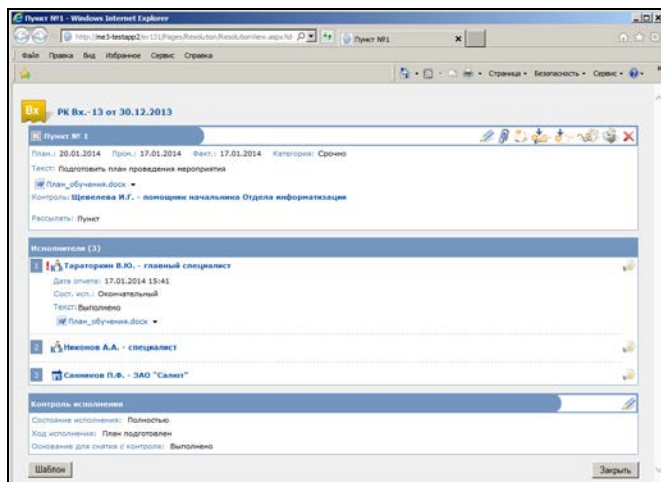 Пункт №1 - Windows Internet Explorer
Пункт №1
Файл Правка Вид Избранное Сервис Справка
Страница Безопасность Сервис
Вх РК Вх.-13 от 30.12.2013
К Пункт № 1
План.: 20.01.2014 Пром.: 17.01.2014 Факт.: 17.01.2014 Категория: Срочно
Текст: Подготовить план проведения мероприятия
План_обучения.docx
Контроль: Щевелева И.Г. - помощник начальника Отдела информатизации
Рассылать: Пункт
Исполнители (3)
1 Тараторкин В.Ю. - главный специалист
Дата отчета: 17.01.2014 15:41
Сост. исп.: Окончательный
Текст: Выполнено
План_обучения.docx
2 Никонов А.А. - специалист
3 Санников П.Ф. - ЗАО "Салют"
Контроль исполнения
Состояние исполнения: Полностью
Ход исполнения: План подготовлен
Основание для снятия с контроля: Выполнено
Шаблон Закрыть